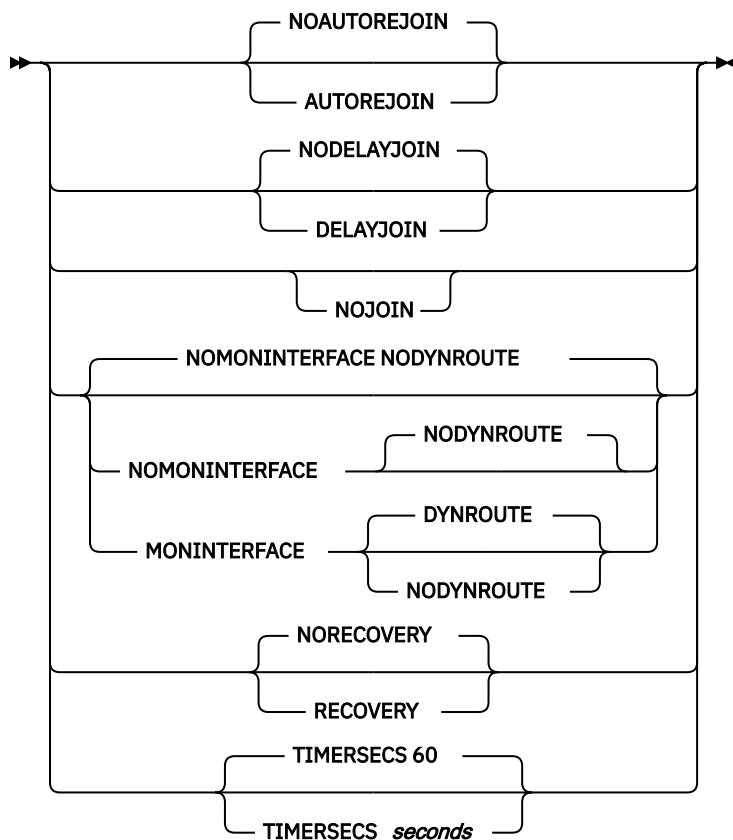 NOAUTOREJOIN
AUTOREJOIN
NODELAYJOIN
DELAYJOIN
NOJOIN
NOMONINTERFACE NODYNROUTE
NODYNROUTE
NOMONINTERFACE
DYNROUTE
MONINTERFACE
NODYNROUTE
NORECOVERY
RECOVERY
TIMERSECS 60
TIMERSECS seconds